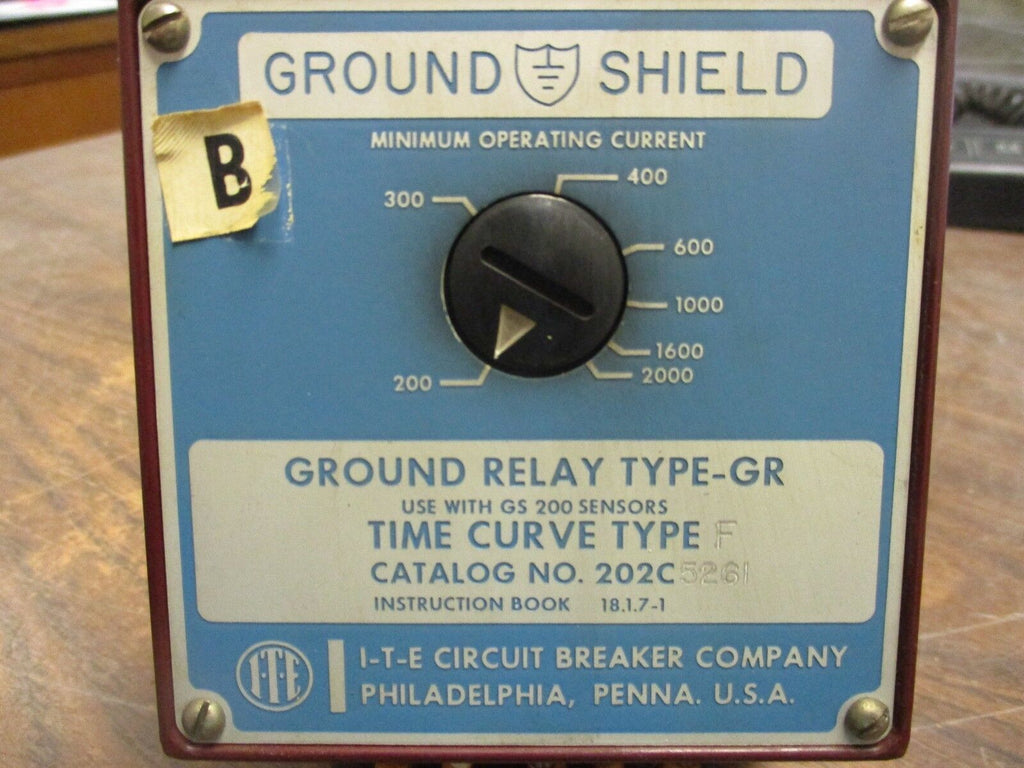 GROUND SHIELD
B
MINIMUM OPERATING CURRENT
400
300
600
1000
1600
200
2000
GROUND RELAY TYPE-GR
USE WITH GS 200 SENSORS
TIME CURVE TYPE F
CATALOG NO. 202C5261
INSTRUCTION BOOK 18.1.7-1
I-T-E
I-T-E CIRCUIT BREAKER COMPANY
PHILADELPHIA, PENNA. U.S.A.